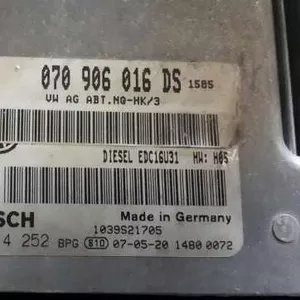 070 906 016 DS 1585
VW AG ABT.MQ-HK/3
DIESEL EDC16U31 HW: H05
SCH
Made in Germany
1039S21705
4 252 BPG 810 07-05-20 1480 0072